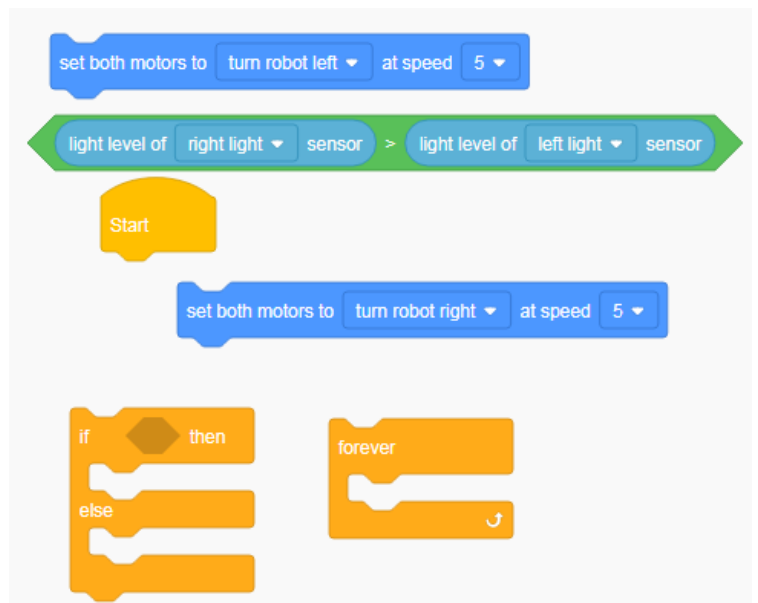 set both motors to turn robot left at speed 5
light level of right light sensor > light level of left light sensor
Start
set both motors to turn robot right at speed 5
if then
else
forever